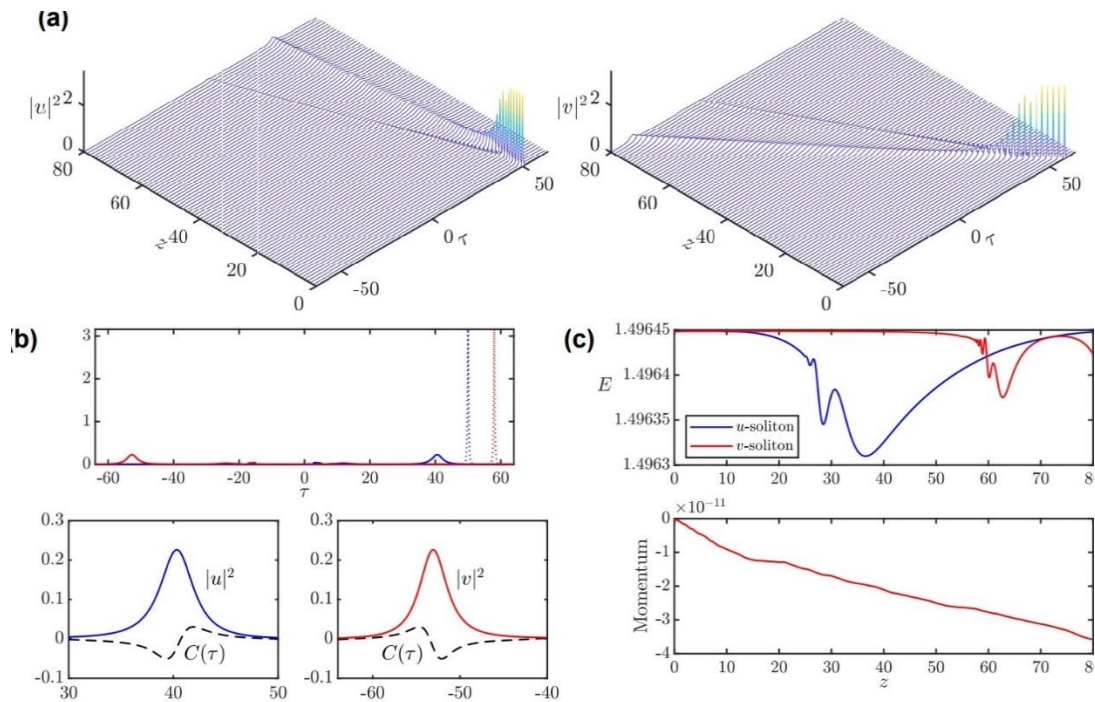 (a)
|u|² 2
0
80
60
z 40
20
0
-50
0 τ
50
|v|² 2
0
80
60
z 40
20
0
-50
0 τ
50
(b)
3
2
1
0
-60 -40 -20 0 20 40 60
τ
0.3
0.2
0.1
0
-0.1
|u|²
C(τ)
30 40 50
0.3
0.2
0.1
0
-0.1
|v|²
C(τ)
-60 -50 -40
(c)
1.49645
1.4964
E
1.49635
1.4963
u-soliton
v-soliton
0 10 20 30 40 50 60 70 80
×10⁻¹¹
0
-1
-2
-3
-4
Momentum
0 10 20 30 40 50 60 70 80
z